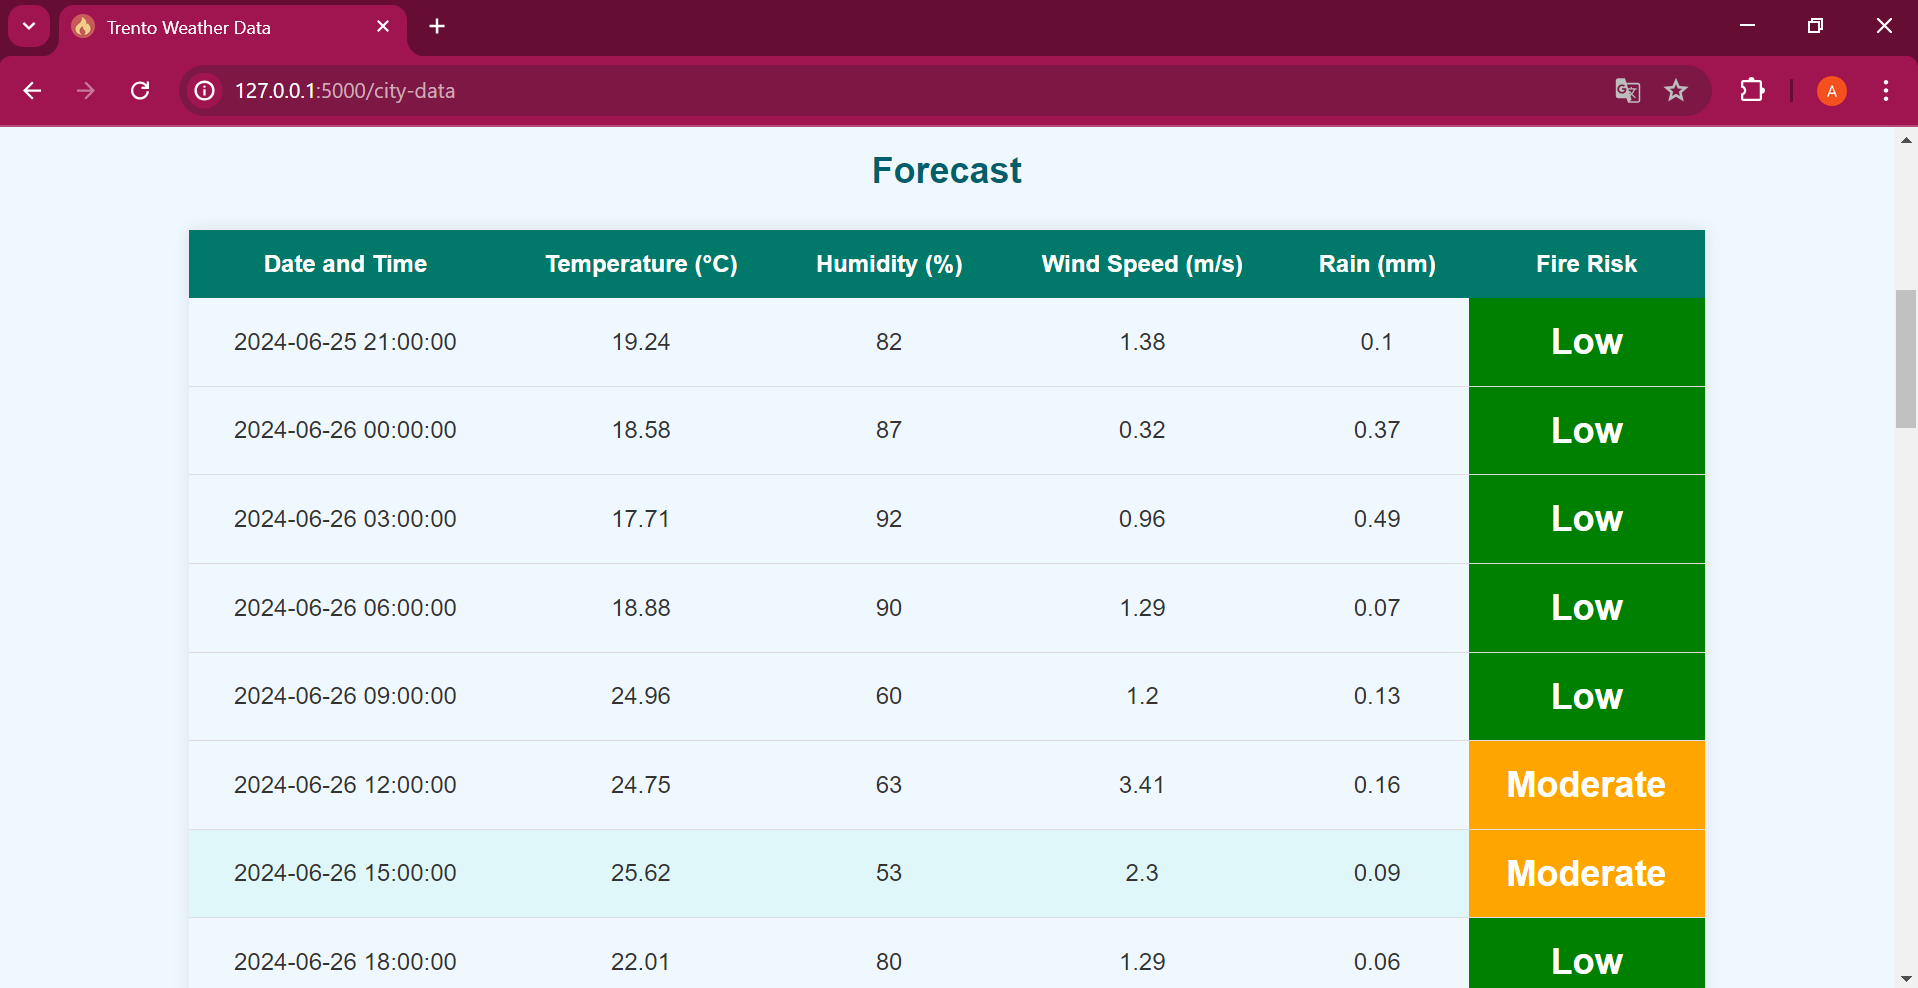 Trento Weather Data
127.0.0.1:5000/city-data
A
Forecast
Date and Time Temperature (°C) Humidity (%) Wind Speed (m/s) Rain (mm) Fire Risk
2024-06-25 21:00:00 19.24 82 1.38 0.1 Low
2024-06-26 00:00:00 18.58 87 0.32 0.37 Low
2024-06-26 03:00:00 17.71 92 0.96 0.49 Low
2024-06-26 06:00:00 18.88 90 1.29 0.07 Low
2024-06-26 09:00:00 24.96 60 1.2 0.13 Low
2024-06-26 12:00:00 24.75 63 3.41 0.16 Moderate
2024-06-26 15:00:00 25.62 53 2.3 0.09 Moderate
2024-06-26 18:00:00 22.01 80 1.29 0.06 Low